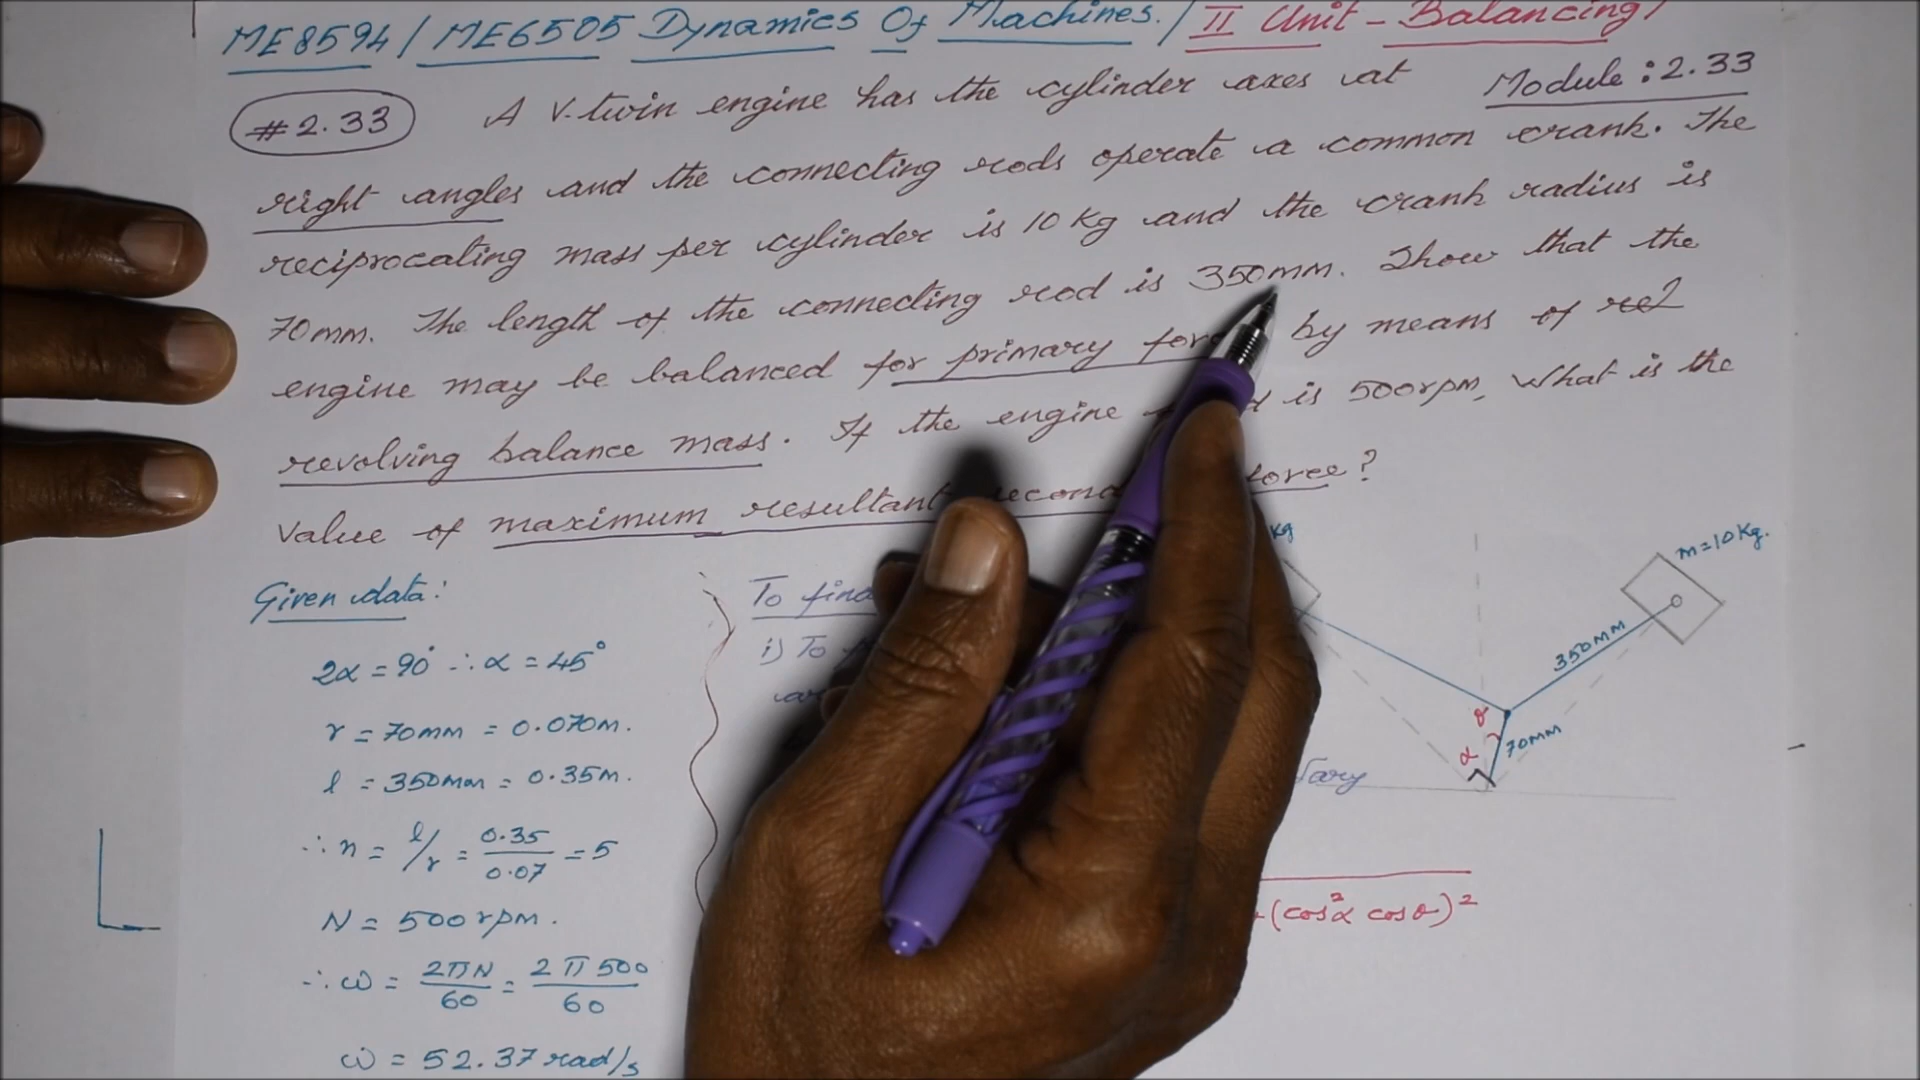 ME8594/ME6505 Dynamics Of Machines./II Unit-Balancing/
Module: 2.33
#2.33 A V-twin engine has the cylinder axes at
right angles and the connecting rods operate a common crank. The
reciprocating mass per cylinder is 10 Kg and the crank radius is
70mm. The length of the connecting rod is 350mm. Show that the
engine may be balanced for primary by means of
revolving balance mass. If the engine is 500rpm, What is the
Value of maximum resultant force?
Given data:
2α = 90° ∴ α = 45°
r = 70mm = 0.070m.
l = 350mm = 0.35m.
∴ n = l/r = 0.35/0.07 = 5
N = 500rpm.
∴ ω = 2πN/60 = 2π500/60
ω = 52.37 rad/s
To find
i) To
Kg
m=10Kg.
350mm
70mm
θ
α
(cos²α cosθ)²